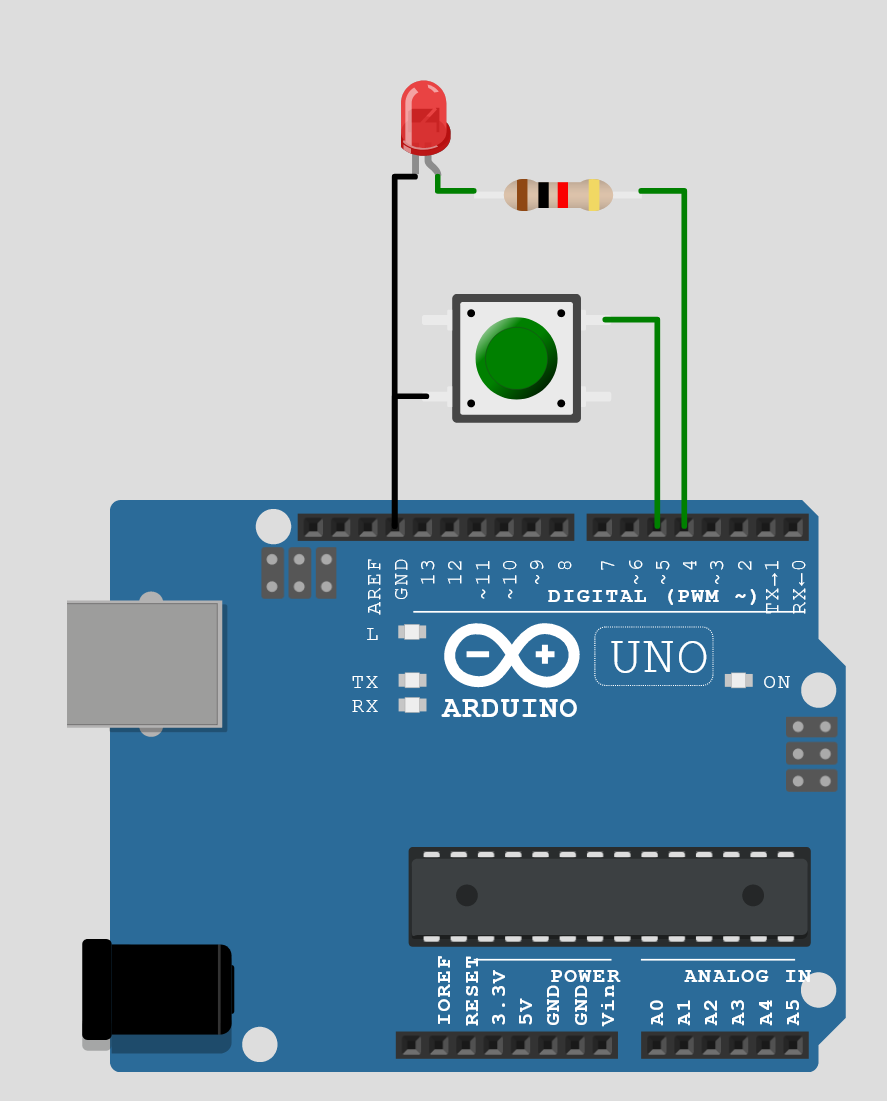 AREF
GND
13
12
~11
~10
~9
8
7
~6
~5
4
~3
2
TX→1
RX←0
DIGITAL (PWM ~)
L
TX
RX
UNO
ON
ARDUINO
POWER
ANALOG IN
IOREF
RESET
3.3V
5V
GND
GND
Vin
A0
A1
A2
A3
A4
A5